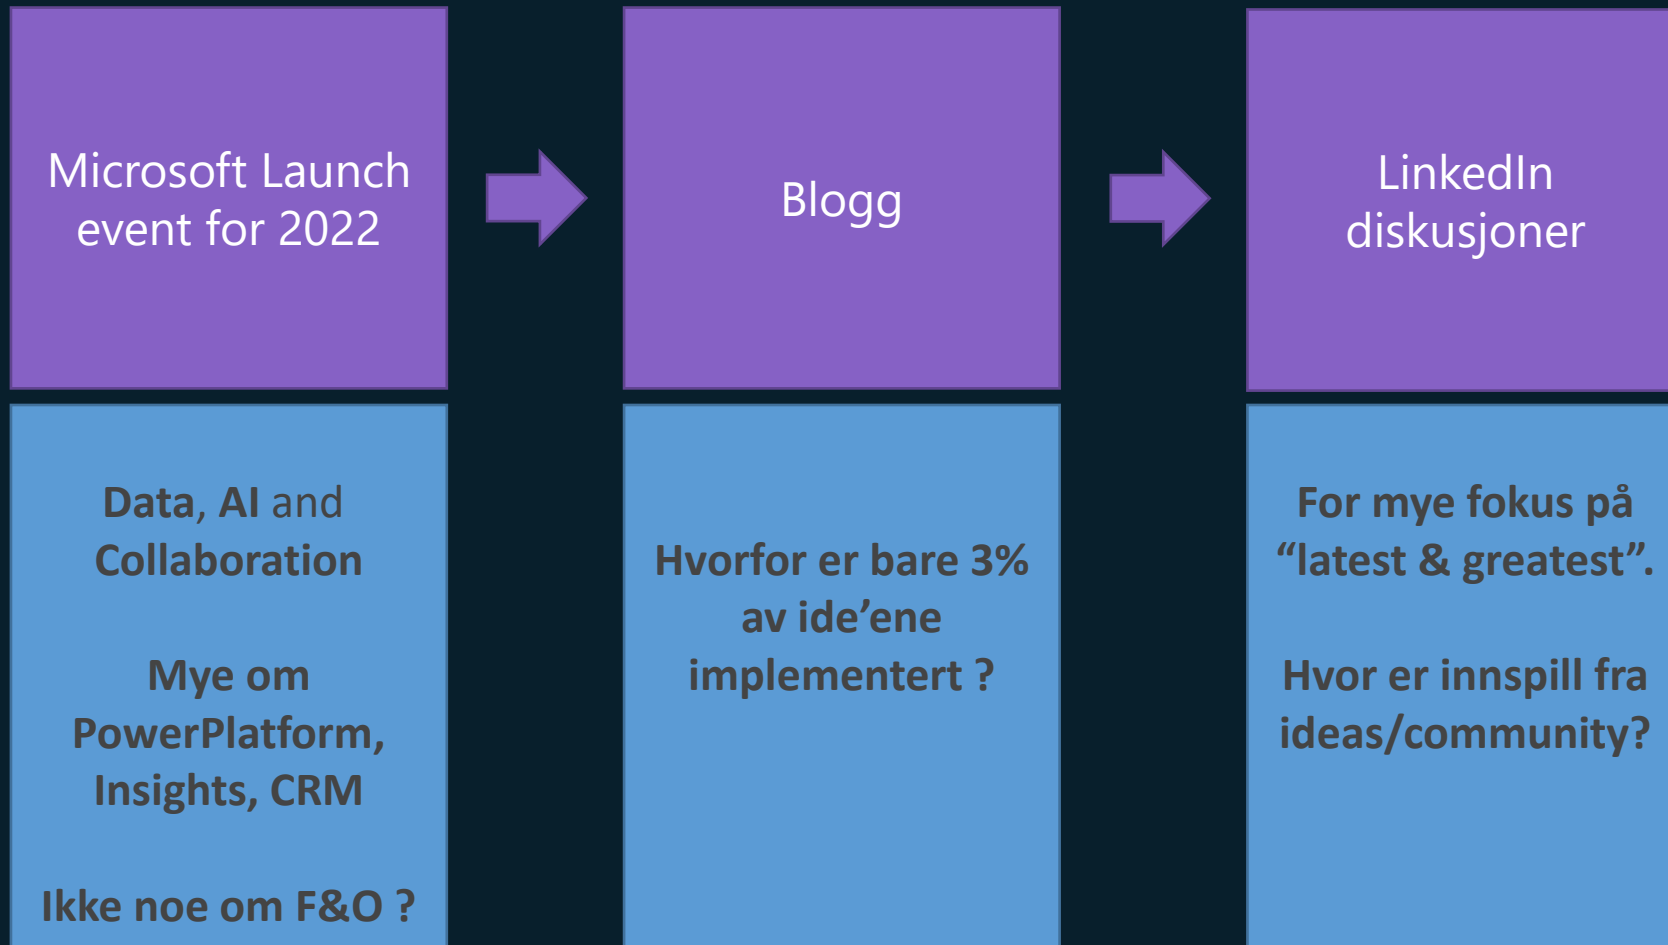 Microsoft Launch
event for 2022
Blogg
LinkedIn
diskusjoner
Data, AI and
Collaboration
Mye om
PowerPlatform,
Insights, CRM
Ikke noe om F&O ?
Hvorfor er bare 3%
av ide’ene
implementert ?
For mye fokus på
“latest & greatest”.
Hvor er innspill fra
ideas/community?